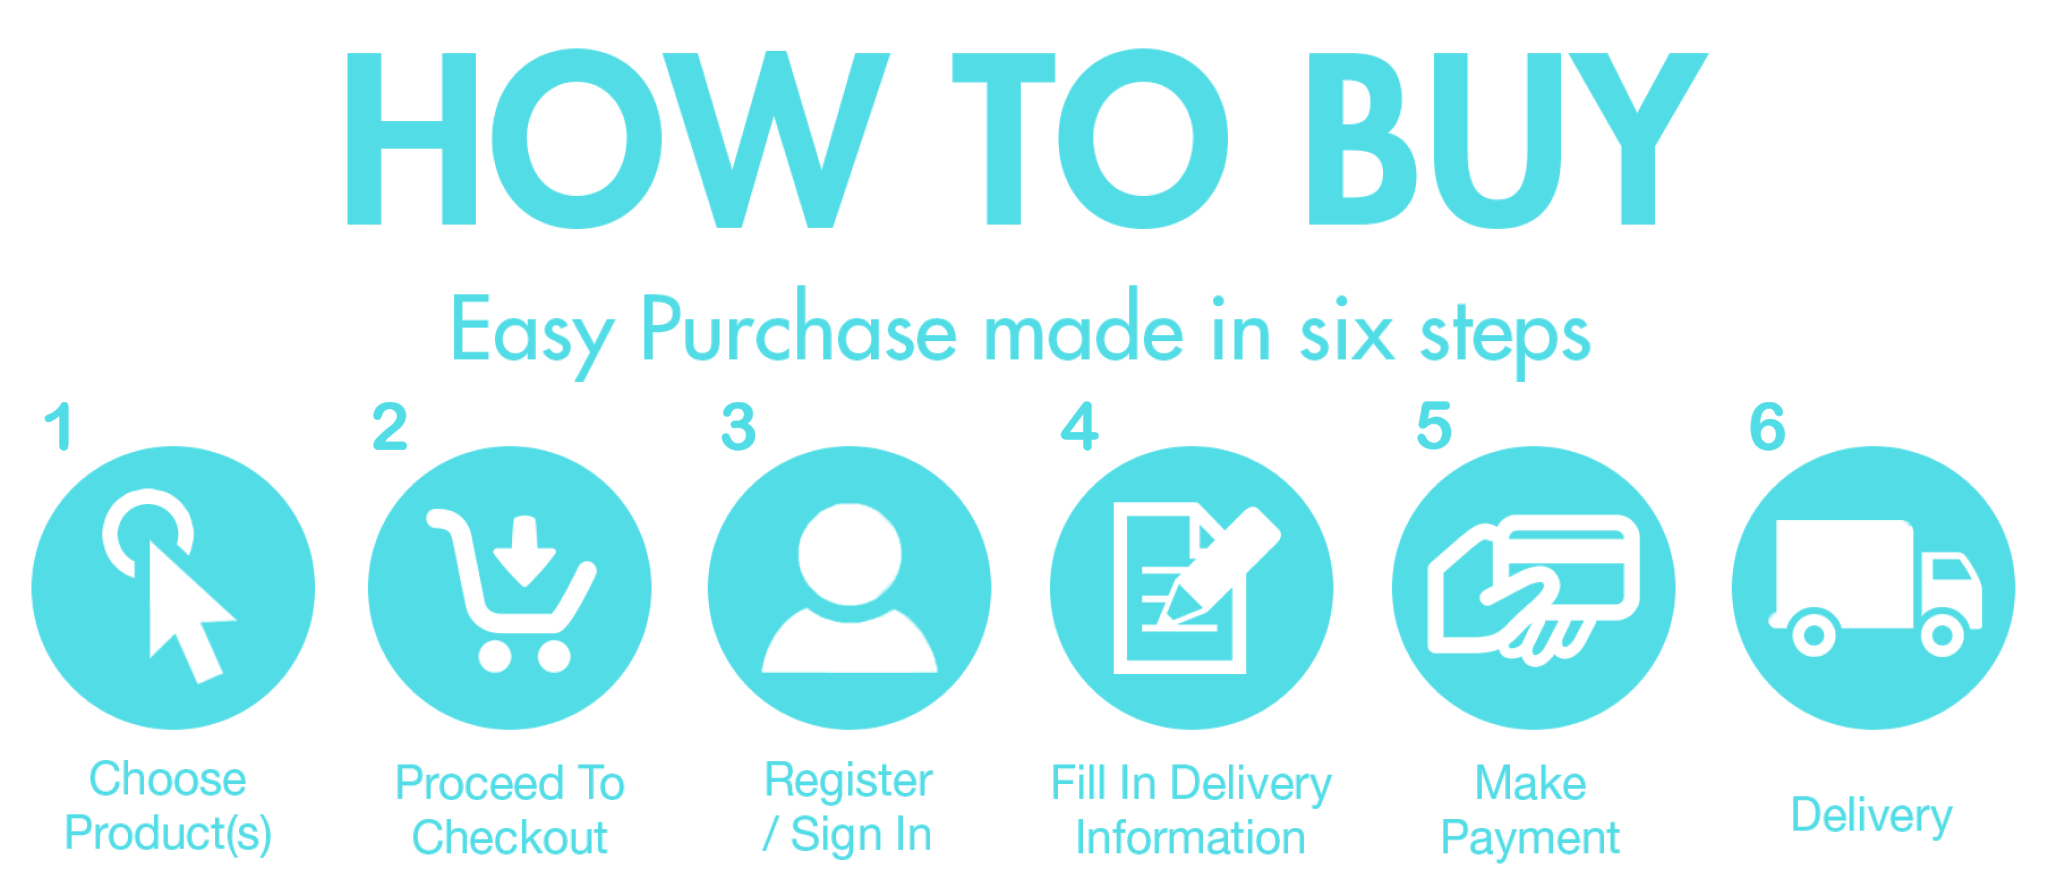 HOW TO BUY
Easy Purchase made in six steps
1
Choose
Product(s)
2
Proceed To
Checkout
3
Register
/ Sign In
4
Fill In Delivery
Information
5
Make
Payment
6
Delivery